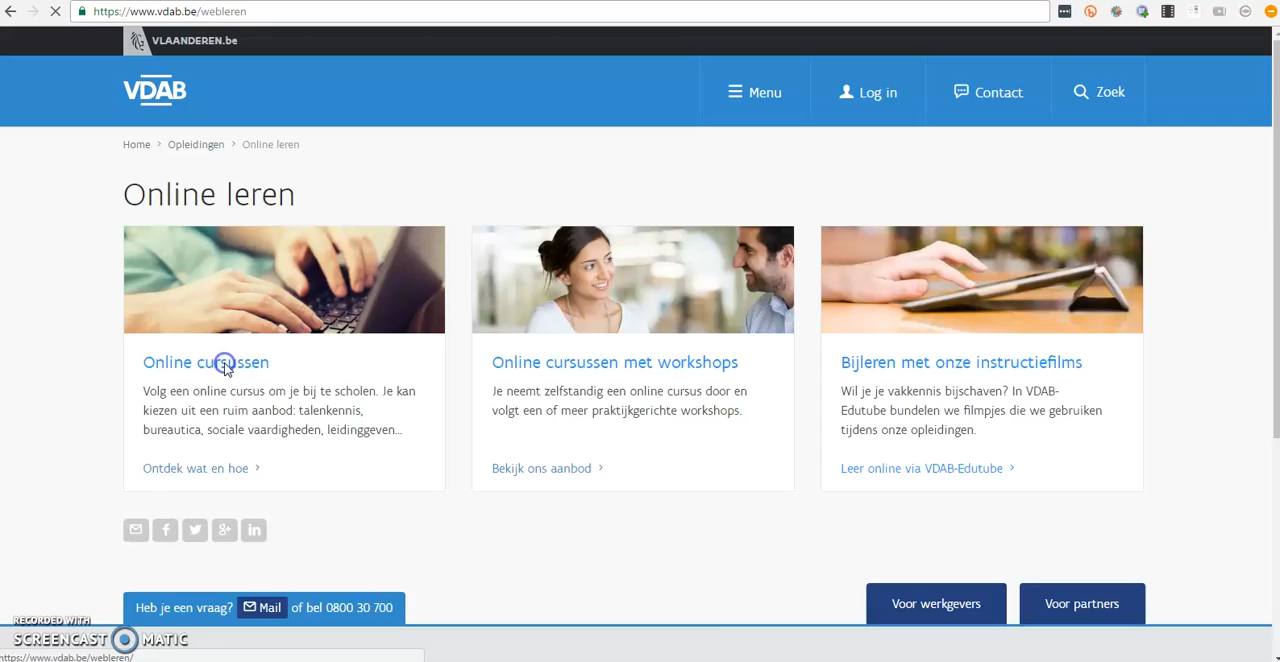 https://www.vdab.be/webleren
VLAANDEREN.be
VDAB
Menu
Log in
Contact
Zoek
Home > Opleidingen > Online leren
Online leren
Online cursussen
Volg een online cursus om je bij te scholen. Je kan
kiezen uit een ruim aanbod: talenkennis,
bureautica, sociale vaardigheden, leidinggeven...
Ontdek wat en hoe >
Online cursussen met workshops
Je neemt zelfstandig een online cursus door en
volgt een of meer praktijkgerichte workshops.
Bekijk ons aanbod >
Bijleren met onze instructiefilms
Wil je je vakkennis bijschaven? In VDAB-
Edutube bundelen we filmpjes die we gebruiken
tijdens onze opleidingen.
Leer online via VDAB-Edutube >
Heb je een vraag? Mail of bel 0800 30 700
Voor werkgevers
Voor partners
RECORDED WITH
SCREENCAST MATIC
https://www.vdab.be/webleren/